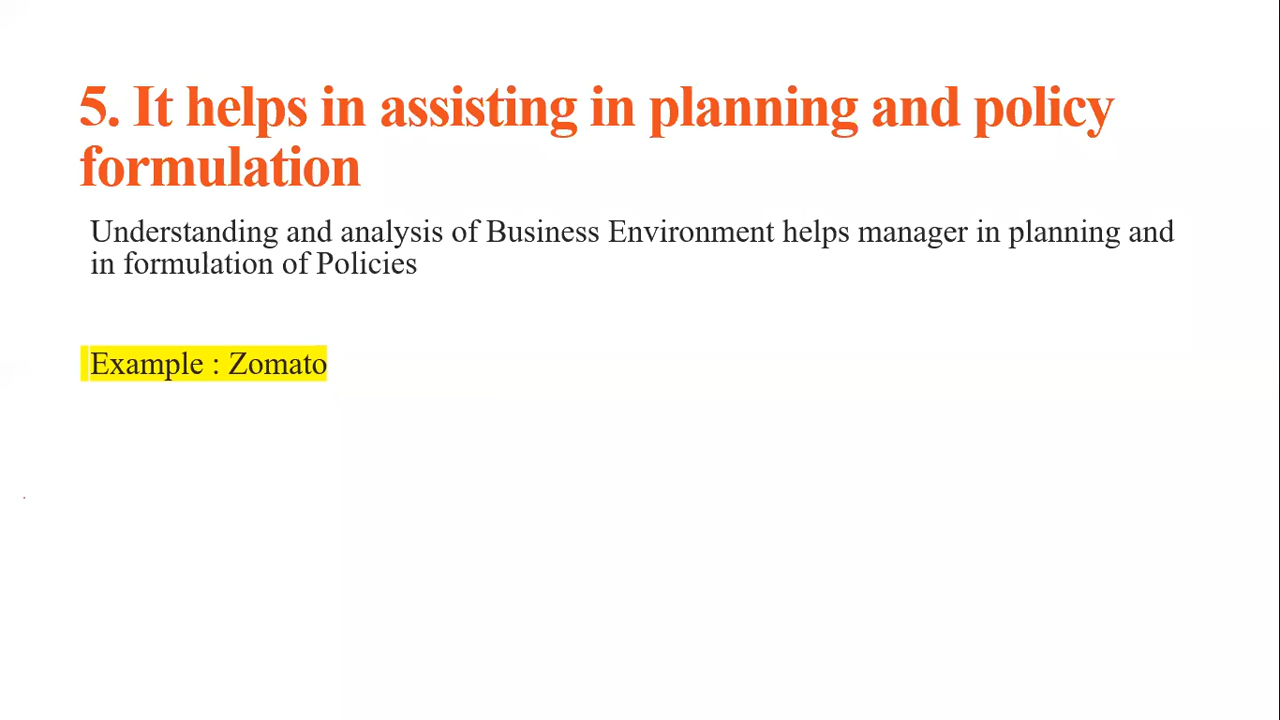 5. It helps in assisting in planning and policy
formulation
Understanding and analysis of Business Environment helps manager in planning and
in formulation of Policies
Example : Zomato